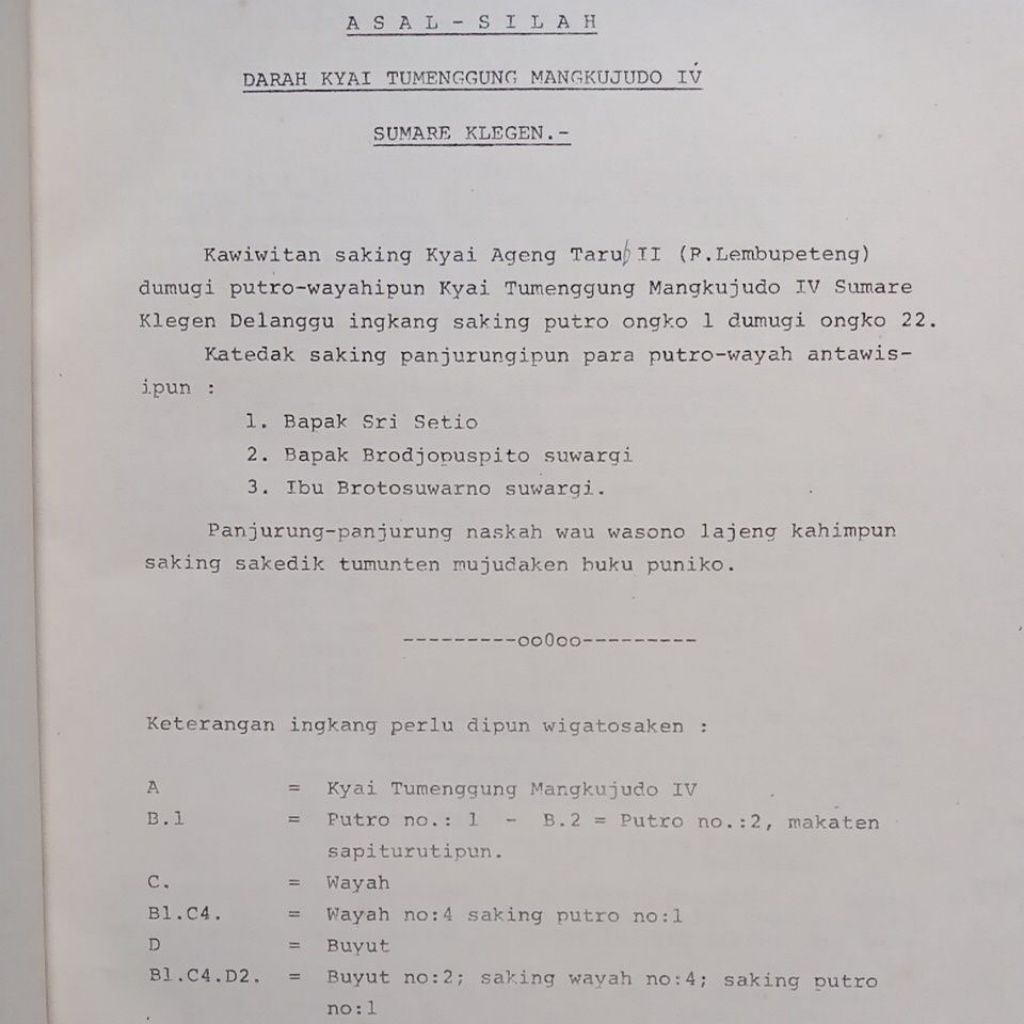 A S A L - S I L A H
DARAH KYAI TUMENGGUNG MANGKUJUDO IV
SUMARE KLEGEN.-
Kawiwitan saking Kyai Ageng Tarub II (P.Lembupeteng)
dumugi putro-wayahipun Kyai Tumenggung Mangkujudo IV Sumare
Klegen Delanggu ingkang saking putro ongko 1 dumugi ongko 22.
Katedak saking panjurungipun para putro-wayah antawis-
ipun :
1. Bapak Sri Setio
2. Bapak Brodjopuspito suwargi
3. Ibu Brotosuwarno suwargi.
Panjurung-panjurung naskah wau wasono lajeng kahimpun
saking sakedik tumunten mujudaken buku puniko.
---------ooOoo---------
Keterangan ingkang perlu dipun wigatosaken :
A = Kyai Tumenggung Mangkujudo IV
B.1 = Putro no.: 1 - B.2 = Putro no.:2, makaten
sapiturutipun.
C. = Wayah
B1.C4. = Wayah no:4 saking putro no:1
D = Buyut
B1.C4.D2. = Buyut no:2; saking wayah no:4; saking putro
no:1